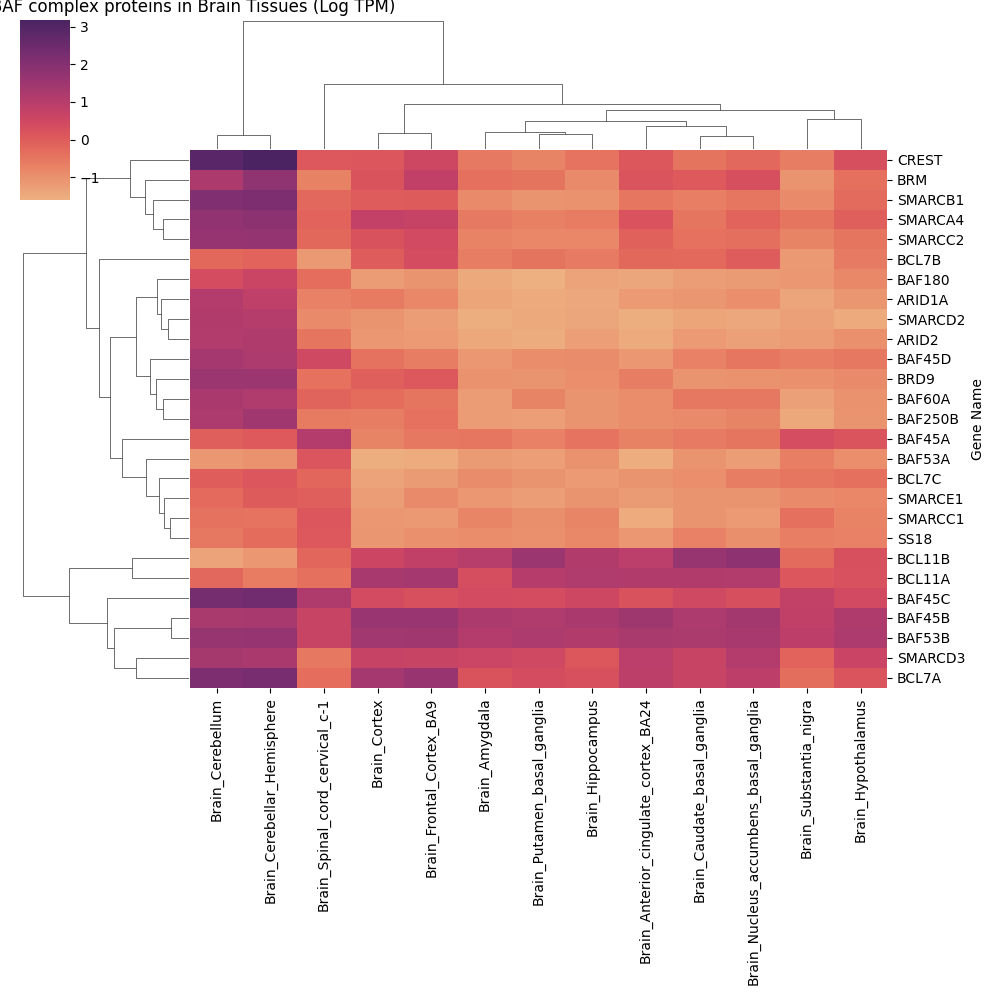 BAF complex proteins in Brain Tissues (Log TPM)
3
2
1
0
−1
CREST
BRM
SMARCB1
SMARCA4
SMARCC2
BCL7B
BAF180
ARID1A
SMARCD2
ARID2
BAF45D
BRD9
BAF60A
BAF250B
BAF45A
BAF53A
BCL7C
SMARCE1
SMARCC1
SS18
BCL11B
BCL11A
BAF45C
BAF45B
BAF53B
SMARCD3
BCL7A
Gene Name
Brain_Cerebellum
Brain_Cerebellar_Hemisphere
Brain_Spinal_cord_cervical_c-1
Brain_Cortex
Brain_Frontal_Cortex_BA9
Brain_Amygdala
Brain_Putamen_basal_ganglia
Brain_Hippocampus
Brain_Anterior_cingulate_cortex_BA24
Brain_Caudate_basal_ganglia
Brain_Nucleus_accumbens_basal_ganglia
Brain_Substantia_nigra
Brain_Hypothalamus